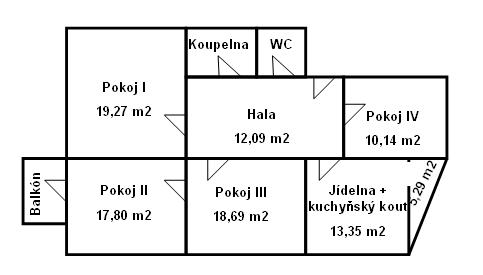 Koupelna
WC
Pokoj I
19,27 m2
Hala
12,09 m2
Pokoj IV
10,14 m2
Balkón
Pokoj II
17,80 m2
Pokoj III
18,69 m2
Jídelna +
kuchyňský kout
13,35 m2
5,29 m2